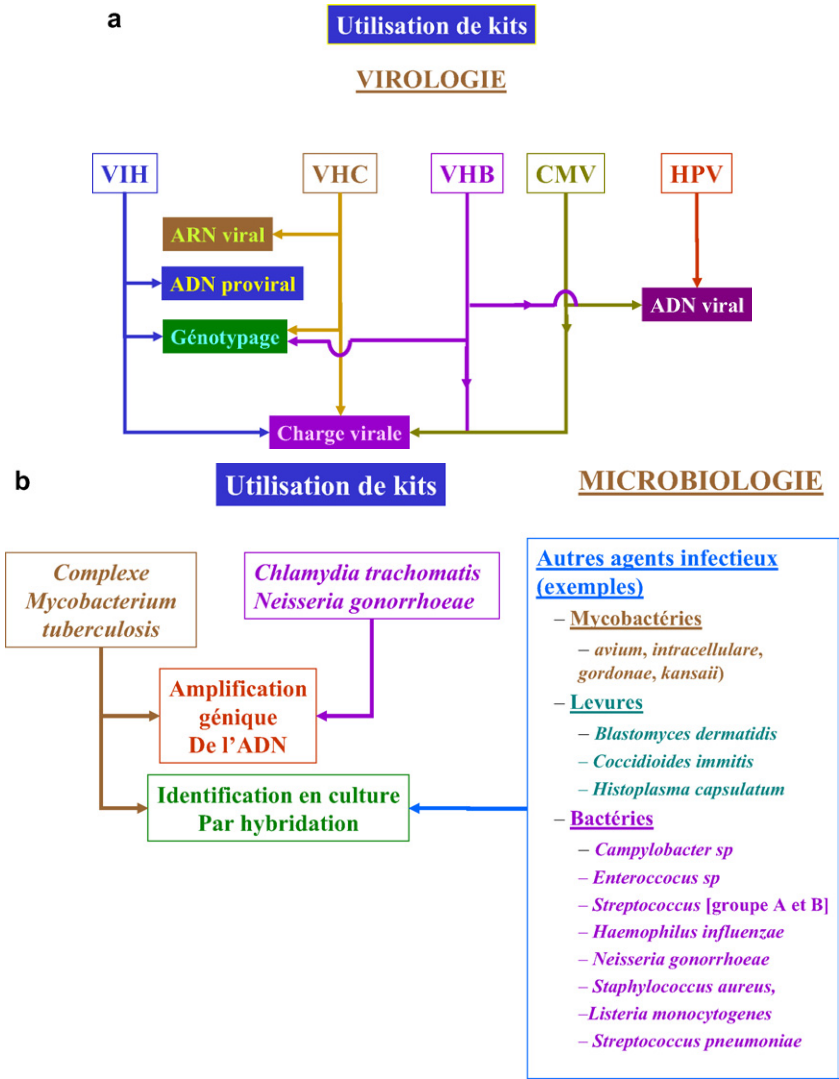 a
Utilisation de kits
VIROLOGIE
VIH
VHC
VHB
CMV
HPV
ARN viral
ADN proviral
ADN viral
Génotypage
Charge virale
b
Utilisation de kits
MICROBIOLOGIE
Complexe
Mycobacterium
tuberculosis
Chlamydia trachomatis
Neisseria gonorrhoeae
Amplification
génique
De l'ADN
Identification en culture
Par hybridation
Autres agents infectieux
(exemples)
– Mycobactéries
– avium, intracellulare,
gordonae, kansaii)
– Levures
– Blastomyces dermatidis
– Coccidioides immitis
– Histoplasma capsulatum
– Bactéries
– Campylobacter sp
– Enteroccocus sp
– Streptococcus [groupe A et B]
– Haemophilus influenzae
– Neisseria gonorrhoeae
– Staphylococcus aureus,
–Listeria monocytogenes
– Streptococcus pneumoniae